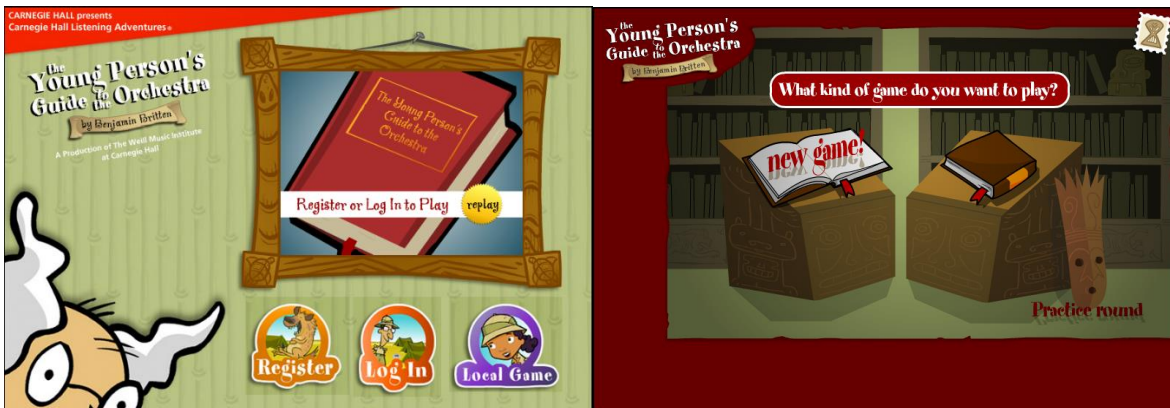 CARNEGIE HALL presents
Carnegie Hall Listening Adventures®
the
Young Person's
Guide to the Orchestra
by Benjamin Britten
A Production of The Weill Music Institute
at Carnegie Hall
The Young Person's
Guide to the
Orchestra
Register or Log In to Play
replay
Register
Log In
Local Game
the
Young Person's
Guide to the Orchestra
by Benjamin Britten
What kind of game do you want to play?
new game!
Practice round